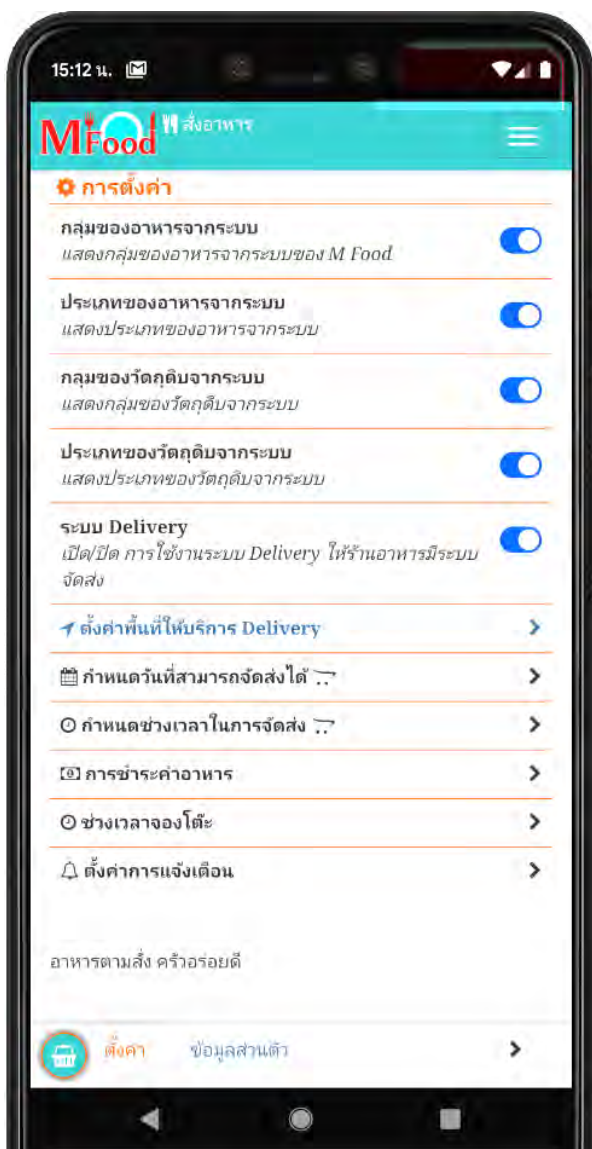 15:12 น.
MFood สั่งอาหาร
การตั้งค่า
กลุ่มของอาหารจากระบบ
แสดงกลุ่มของอาหารจากระบบของ M Food
ประเภทของอาหารจากระบบ
แสดงประเภทของอาหารจากระบบ
กลุ่มของวัตถุดิบจากระบบ
แสดงกลุ่มของวัตถุดิบจากระบบ
ประเภทของวัตถุดิบจากระบบ
แสดงประเภทของวัตถุดิบจากระบบ
ระบบ Delivery
เปิด/ปิด การใช้งานระบบ Delivery ให้ร้านอาหารมีระบบ
จัดส่ง
ตั้งค่าพื้นที่ให้บริการ Delivery
กำหนดวันที่สามารถจัดส่งได้
กำหนดช่วงเวลาในการจัดส่ง
การชำระค่าอาหาร
ช่วงเวลาจองโต๊ะ
ตั้งค่าการแจ้งเตือน
อาหารตามสั่ง ครัวอร่อยดี
ตั้งค่า ข้อมูลส่วนตัว